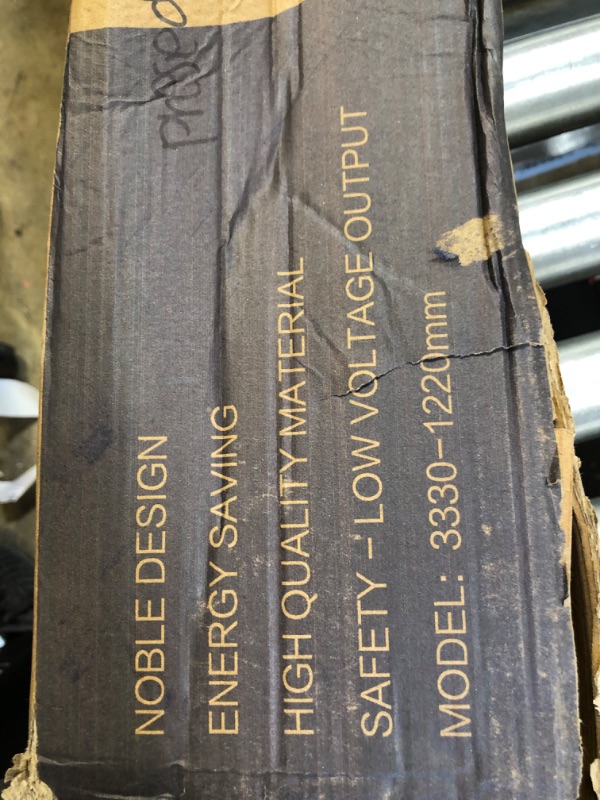 NOBLE DESIGN
ENERGY SAVING
HIGH QUALITY MATERIAL
SAFETY - LOW VOLTAGE OUTPUT
MODEL: 3330-1220mm